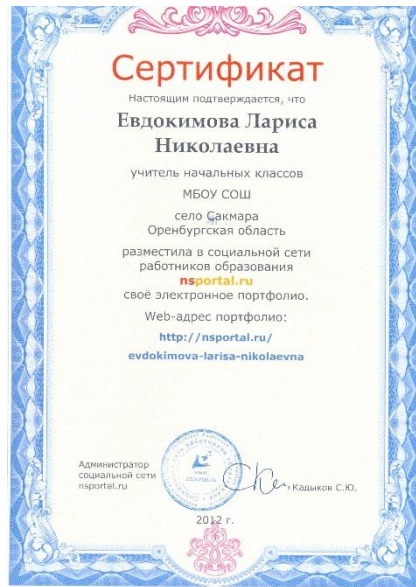 Сертификат
Настоящим подтверждается, что
Евдокимова Лариса
Николаевна
учитель начальных классов
МБОУ СОШ
село Сакмара
Оренбургская область
разместила в социальной сети
работников образования
nsportal.ru
своё электронное портфолио.
Web-адрес портфолио:
http://nsportal.ru/
evdokimova-larisa-nikolaevna
Администратор
социальной сети
nsportal.ru
Кадыков С.Ю.
2012 г.